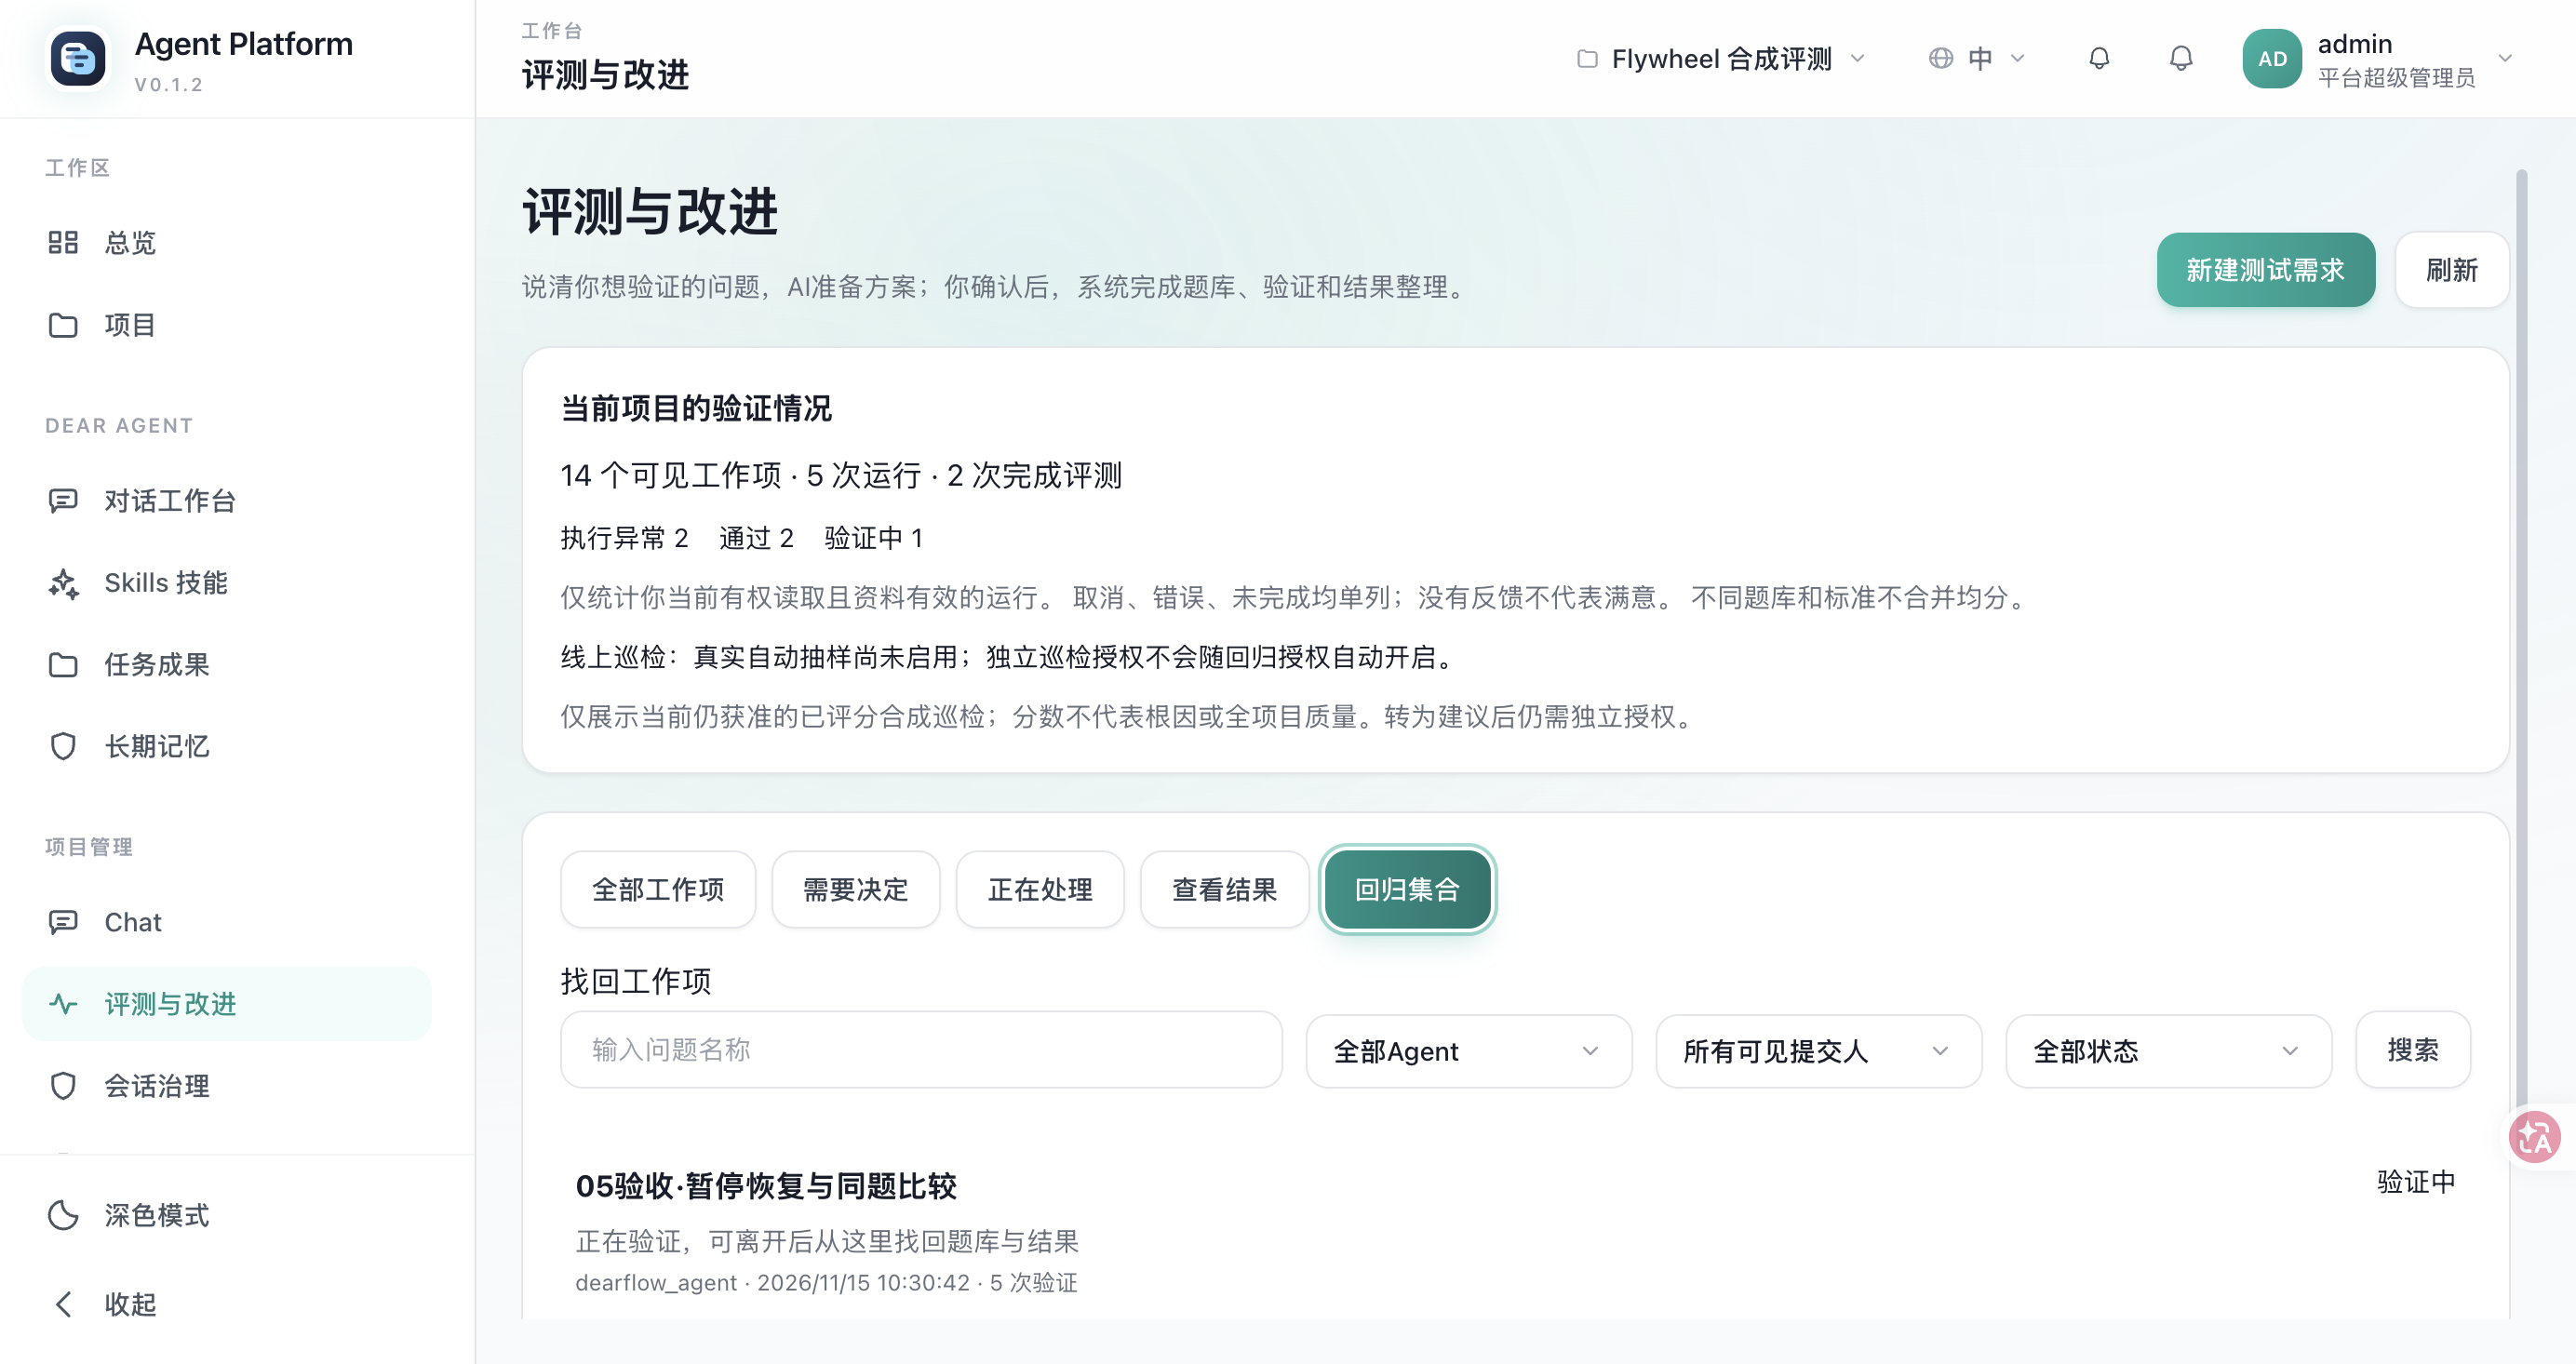 Agent Platform
V0.1.2
工作区
总览
项目
DEAR AGENT
对话工作台
Skills 技能
任务成果
长期记忆
项目管理
Chat
评测与改进
会话治理
深色模式
收起
工作台
评测与改进
Flywheel 合成评测
中
AD
admin
平台超级管理员
评测与改进
说清你想验证的问题，AI准备方案；你确认后，系统完成题库、验证和结果整理。
新建测试需求
刷新
当前项目的验证情况
14 个可见工作项 · 5 次运行 · 2 次完成评测
执行异常 2 通过 2 验证中 1
仅统计你当前有权读取且资料有效的运行。 取消、错误、未完成均单列；没有反馈不代表满意。 不同题库和标准不合并均分。
线上巡检：真实自动抽样尚未启用；独立巡检授权不会随回归授权自动开启。
仅展示当前仍获准的已评分合成巡检；分数不代表根因或全项目质量。转为建议后仍需独立授权。
全部工作项
需要决定
正在处理
查看结果
回归集合
找回工作项
输入问题名称
全部Agent
所有可见提交人
全部状态
搜索
05验收·暂停恢复与同题比较
验证中
正在验证，可离开后从这里找回题库与结果
dearflow_agent · 2026/11/15 10:30:42 · 5 次验证